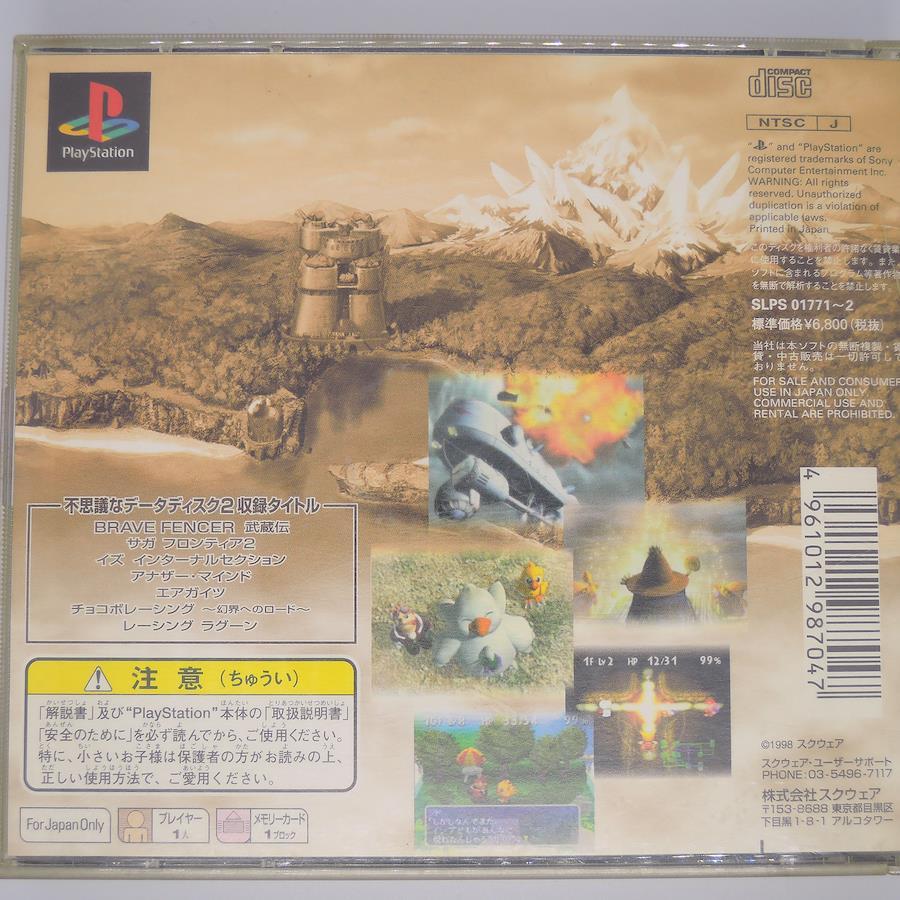 PlayStation
COMPACT
disc
NTSC J
"PS" and "PlayStation" are
registered trademarks of Sony
Computer Entertainment Inc.
WARNING: All rights
reserved. Unauthorized
duplication is a violation of
applicable laws.
Printed in Japan
このディスクを権利者の許諾なく賃貸業
に使用することを禁止します。また、
ソフトに含まれるプログラム等著作物
を無断で解析することを禁止します。
SLPS 01771~2
標準価格¥6,800(税抜)
当社は本ソフトの無断複製・賃
貸・中古販売は一切許可して
おりません。
FOR SALE AND CONSUMER
USE IN JAPAN ONLY.
COMMERCIAL USE AND
RENTAL ARE PROHIBITED.
4 961012 987047
不思議なデータディスク2 収録タイトル
BRAVE FENCER 武蔵伝
サガ フロンティア2
イズ インターナルセクション
アナザー・マインド
エアガイツ
チョコボレーシング ～幻界へのロード～
レーシング ラグーン
1F Lv2 HP 12/31 99%
注意(ちゅうい)
「解説書」及び"PlayStation"本体の「取扱説明書」
「安全のために」を必ず読んでから、ご使用ください。
特に、小さいお子様は保護者の方がお読みの上、
正しい使用方法で、ご愛用ください。
For Japan Only
プレイヤー
1人
メモリーカード
1ブロック
©1998 スクウェア
スクウェア・ユーザーサポート
PHONE:03-5496-7117
株式会社スクウェア
〒153-8688 東京都目黒区
下目黒1-8-1 アルコタワー